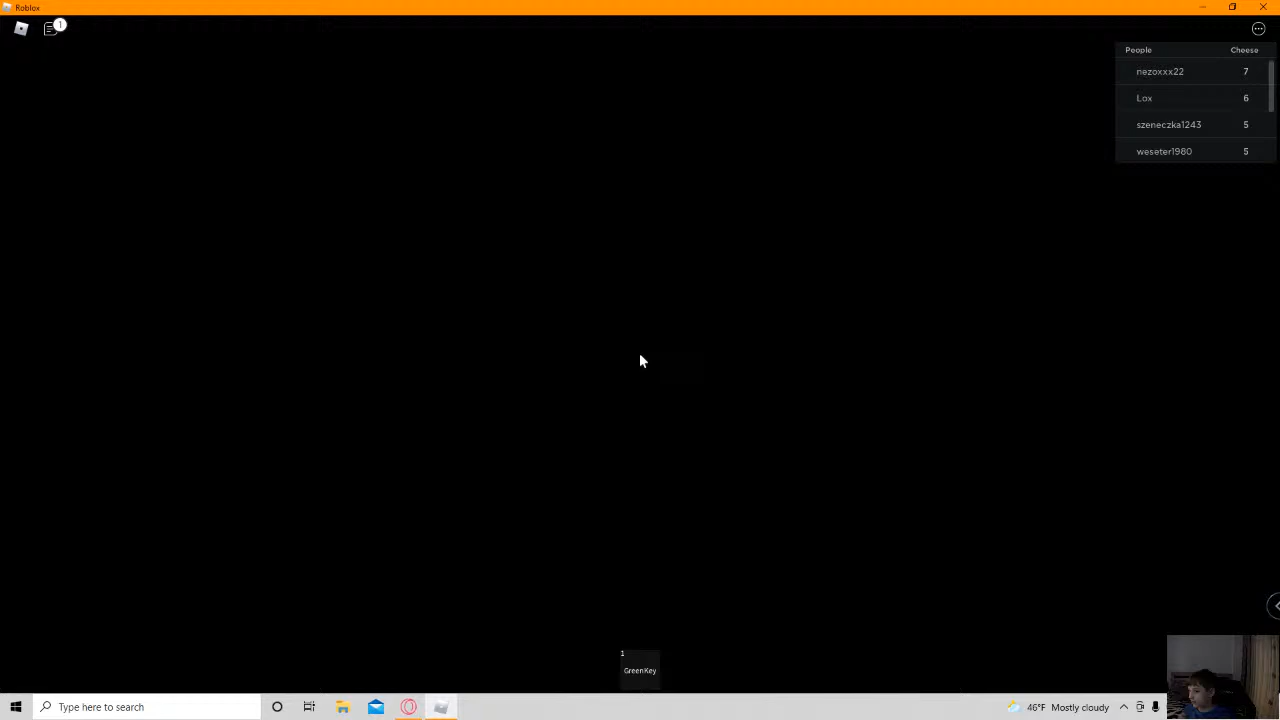 Roblox
1
People Cheese
nezoxxx22 7
Lox 6
szeneczka1243 5
weseter1980 5
1
GreenKey
Type here to search
46°F Mostly cloudy